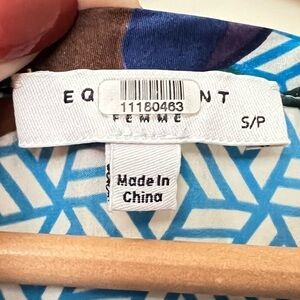 EQ NT
11180463
FEMME
S/P
Made In
China